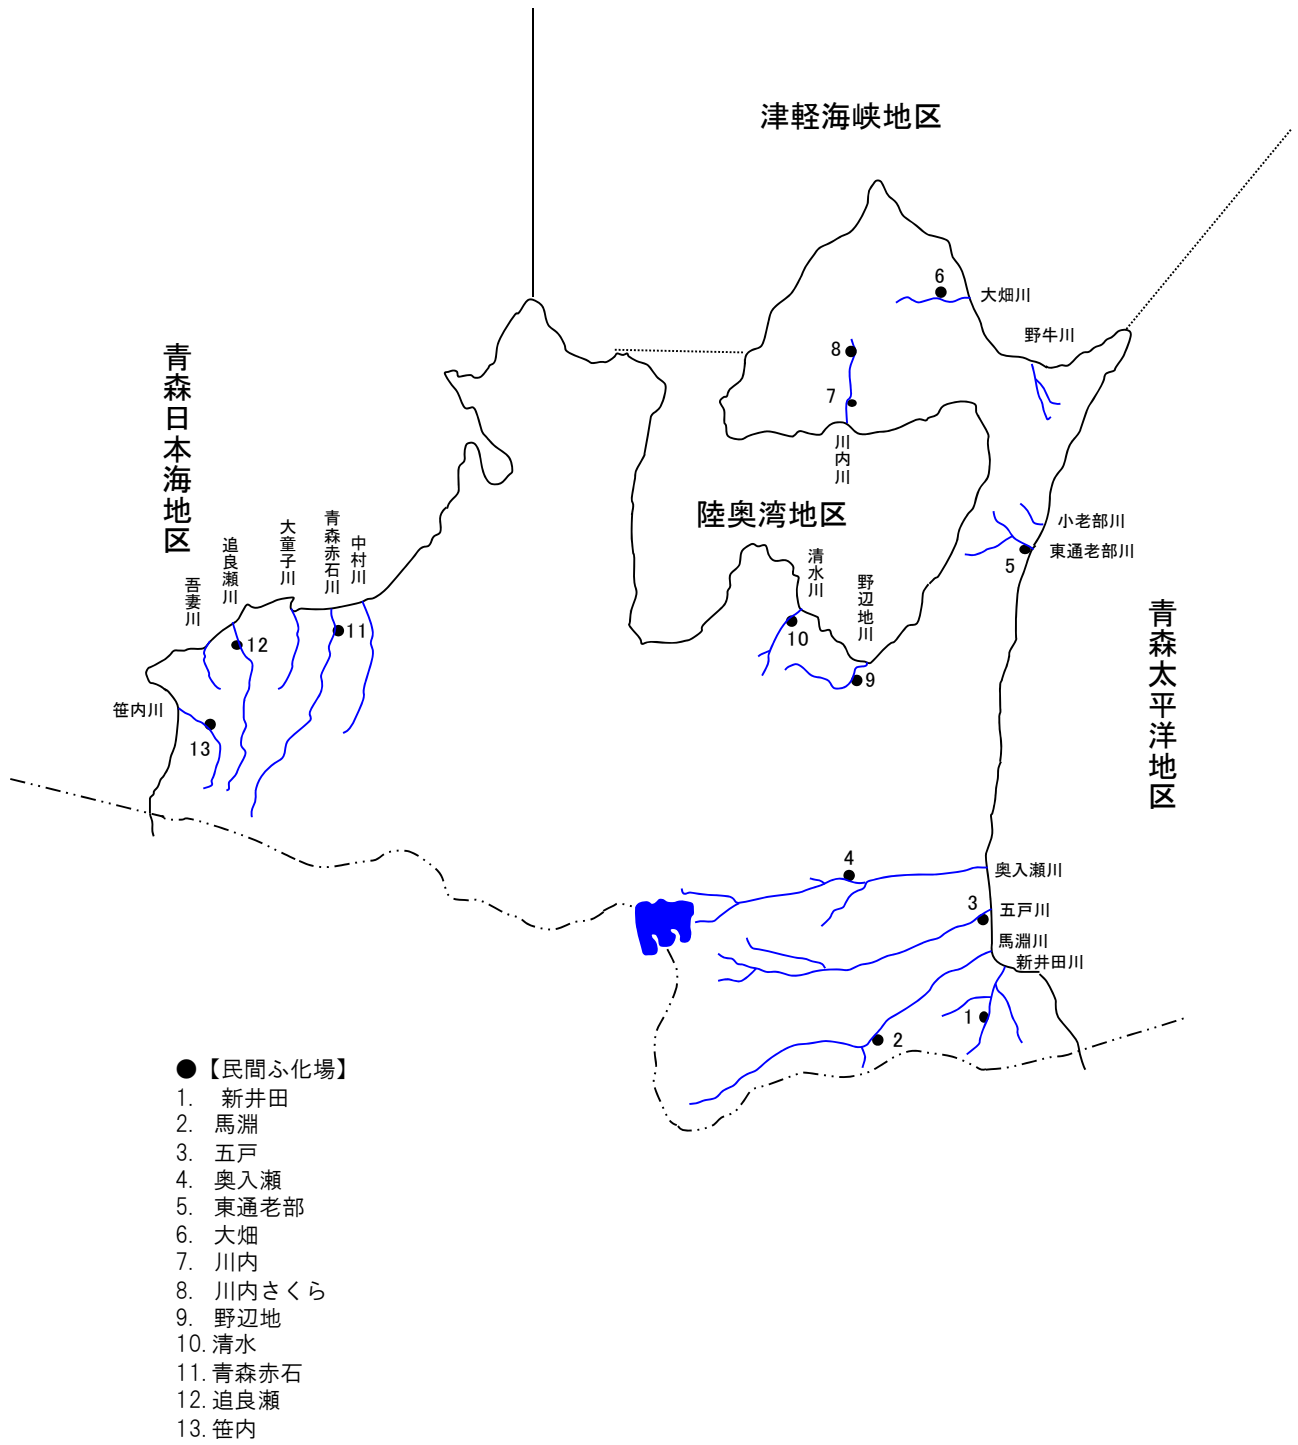 津軽海峡地区
6
大畑川
野牛川
8
7
川内川
青森日本海地区
陸奥湾地区
小老部川
東通老部川
5
青森太平洋地区
吾妻川
追良瀬川
大童子川
青森赤石川
中村川
12
11
笹内川
13
清水川
野辺地川
10
9
4
奥入瀬川
3
五戸川
馬淵川
新井田川
1
2
●【民間ふ化場】
1. 新井田
2. 馬淵
3. 五戸
4. 奥入瀬
5. 東通老部
6. 大畑
7. 川内
8. 川内さくら
9. 野辺地
10. 清水
11. 青森赤石
12. 追良瀬
13. 笹内